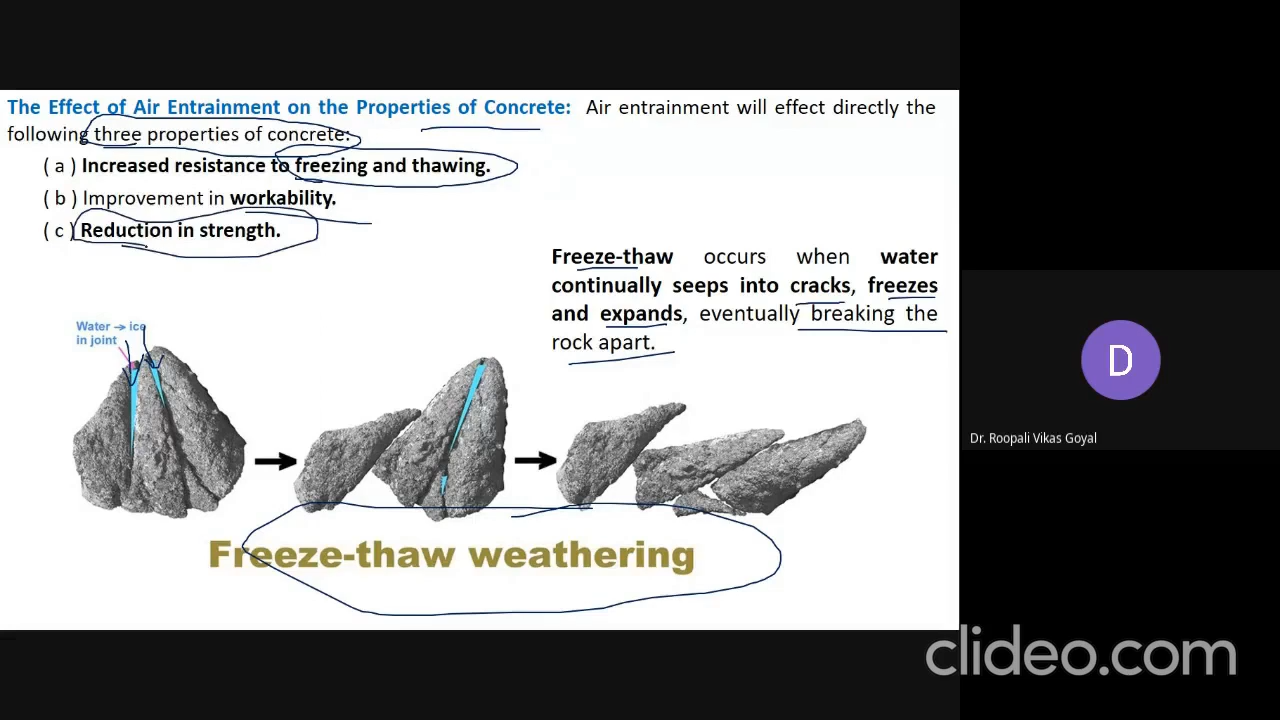 The Effect of Air Entrainment on the Properties of Concrete: Air entrainment will effect directly the
following three properties of concrete:
( a ) Increased resistance to freezing and thawing.
( b ) Improvement in workability.
( c ) Reduction in strength.
Freeze-thaw occurs when water
continually seeps into cracks, freezes
and expands, eventually breaking the
rock apart.
Water → ice
in joint
Freeze-thaw weathering
D
Dr. Roopali Vikas Goyal
clideo.com